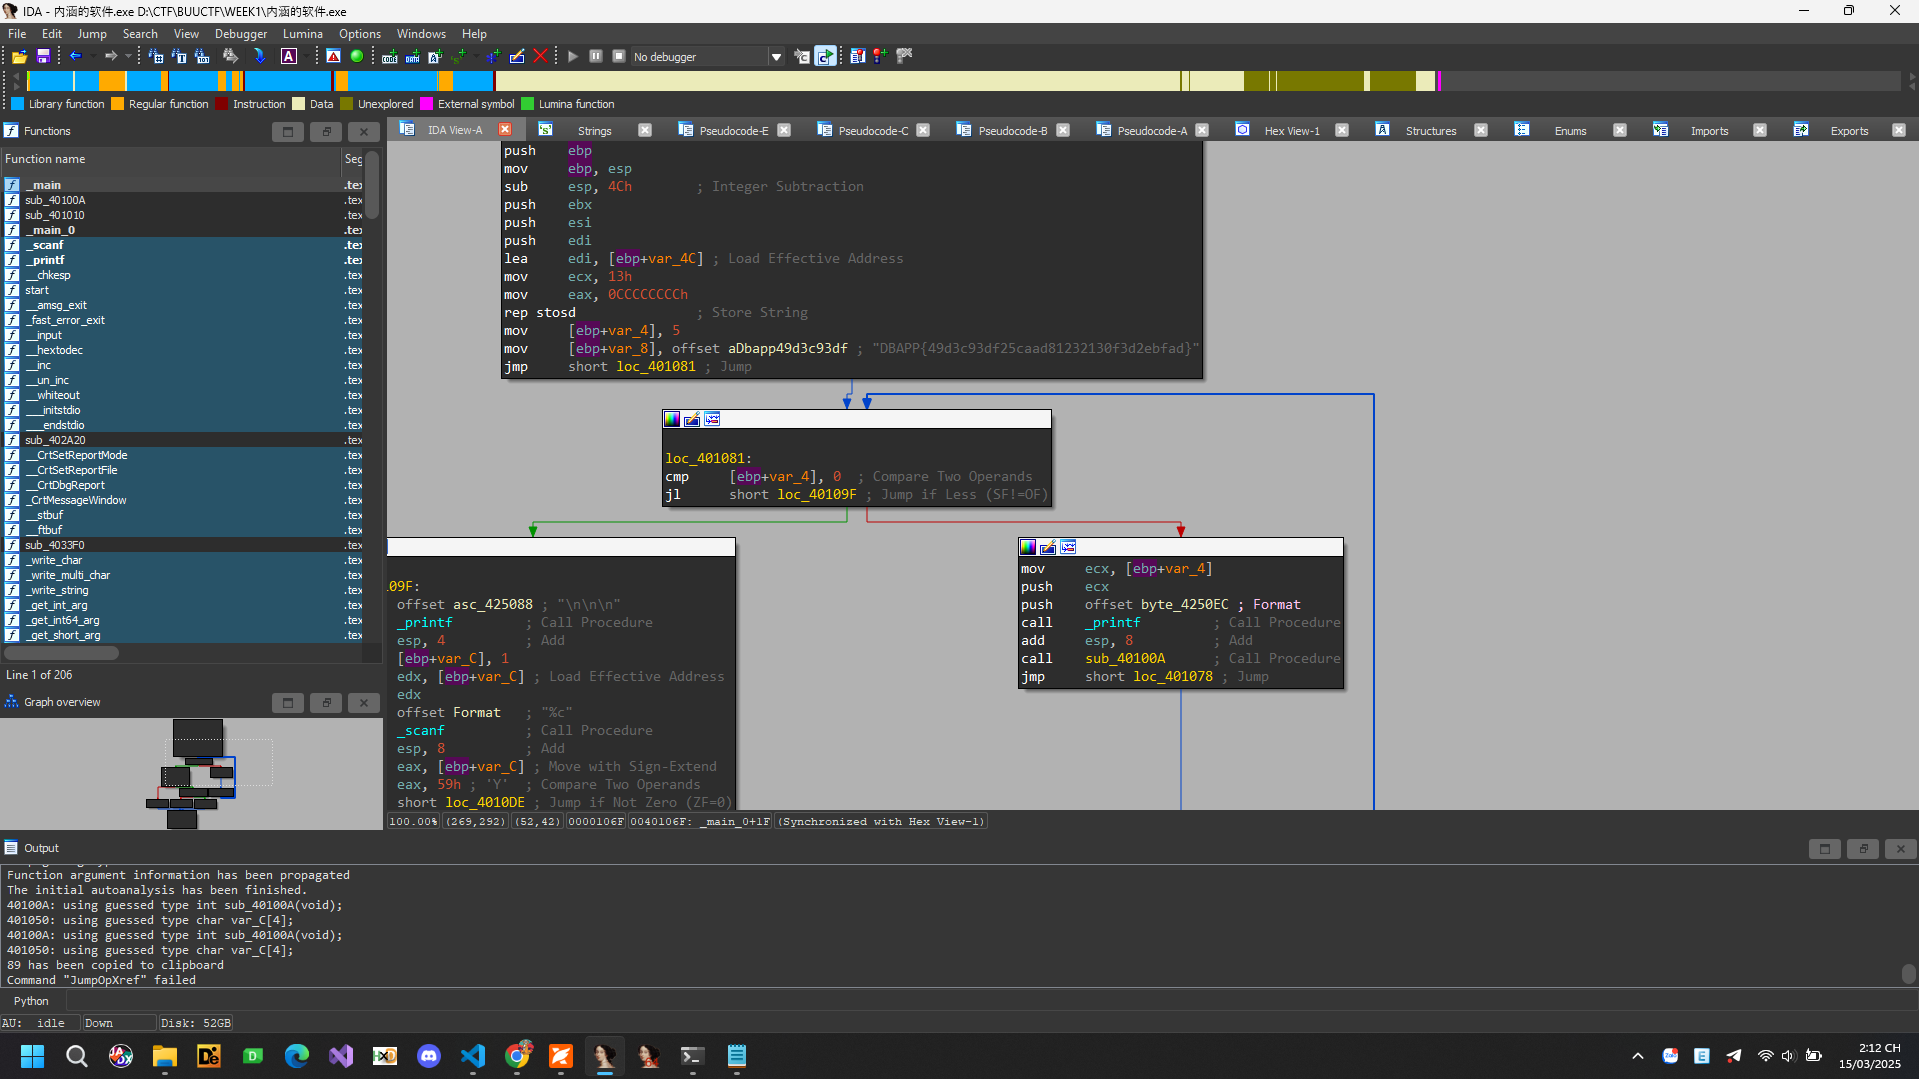 IDA - 内涵的软件.exe D:\CTF\BUUCTF\WEEK1\内涵的软件.exe
File Edit Jump Search View Debugger Lumina Options Windows Help
No debugger
Library function Regular function Instruction Data Unexplored External symbol Lumina function
Functions
IDA View-A Strings Pseudocode-E Pseudocode-C Pseudocode-B Pseudocode-A Hex View-1 Structures Enums Imports Exports
Function name Seg
_main .tex
sub_40100A .tex
sub_401010 .tex
_main_0 .tex
_scanf .tex
_printf .tex
__chkesp .tex
start .tex
__amsg_exit .tex
_fast_error_exit .tex
__input .tex
__hextodec .tex
__inc .tex
__un_inc .tex
__whiteout .tex
___initstdio .tex
___endstdio .tex
sub_402A20 .tex
__CrtSetReportMode .tex
__CrtSetReportFile .tex
__CrtDbgReport .tex
_CrtMessageWindow .tex
__stbuf .tex
__ftbuf .tex
sub_4033F0 .tex
_write_char .tex
_write_multi_char .tex
_write_string .tex
_get_int_arg .tex
_get_int64_arg .tex
_get_short_arg .tex
Line 1 of 206
Graph overview
push ebp
mov ebp, esp
sub esp, 4Ch ; Integer Subtraction
push ebx
push esi
push edi
lea edi, [ebp+var_4C] ; Load Effective Address
mov ecx, 13h
mov eax, 0CCCCCCCCh
rep stosd ; Store String
mov [ebp+var_4], 5
mov [ebp+var_8], offset aDbapp49d3c93df ; "DBAPP{49d3c93df25caad81232130f3d2ebfad}"
jmp short loc_401081 ; Jump
loc_401081:
cmp [ebp+var_4], 0 ; Compare Two Operands
jl short loc_40109F ; Jump if Less (SF!=OF)
09F:
offset asc_425088 ; "\n\n\n"
_printf ; Call Procedure
esp, 4 ; Add
[ebp+var_C], 1
edx, [ebp+var_C] ; Load Effective Address
edx
offset Format ; "%c"
_scanf ; Call Procedure
esp, 8 ; Add
eax, [ebp+var_C] ; Move with Sign-Extend
eax, 59h ; 'Y' ; Compare Two Operands
short loc_4010DE ; Jump if Not Zero (ZF=0)
mov ecx, [ebp+var_4]
push ecx
push offset byte_4250EC ; Format
call _printf ; Call Procedure
add esp, 8 ; Add
call sub_40100A ; Call Procedure
jmp short loc_401078 ; Jump
100.00% (269,292) (52,42) 0000106F 0040106F: _main_0+1F (Synchronized with Hex View-1)
Output
Function argument information has been propagated
The initial autoanalysis has been finished.
40100A: using guessed type int sub_40100A(void);
401050: using guessed type char var_C[4];
40100A: using guessed type int sub_40100A(void);
401050: using guessed type char var_C[4];
89 has been copied to clipboard
Command "JumpOpXref" failed
Python
AU: idle Down Disk: 52GB
2:12 CH
15/03/2025